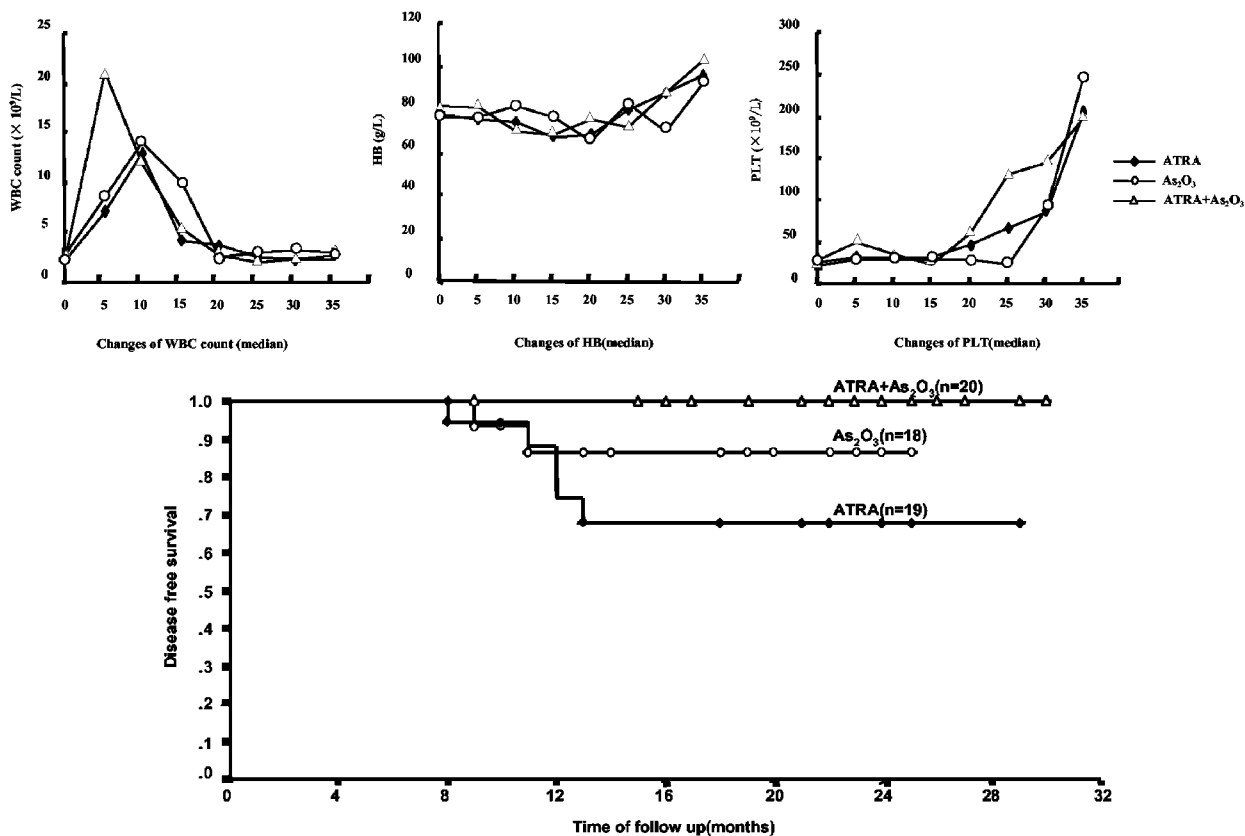 25
20
15
10
5
0
WBC count (× 10⁹/L)
0 5 10 15 20 25 30 35
Changes of WBC count (median)
120
100
80
60
40
20
0
HB (g/L)
0 5 10 15 20 25 30 35
Changes of HB(median)
300
250
200
150
100
50
0
PLT (×10⁹/L)
0 5 10 15 20 25 30 35
Changes of PLT(median)
ATRA
As₂O₃
ATRA+As₂O₃
1.0
.9
.8
.7
.6
.5
.4
.3
.2
.1
.0
Disease free survival
ATRA+As₂O₃(n=20)
As₂O₃(n=18)
ATRA(n=19)
0 4 8 12 16 20 24 28 32
Time of follow up(months)